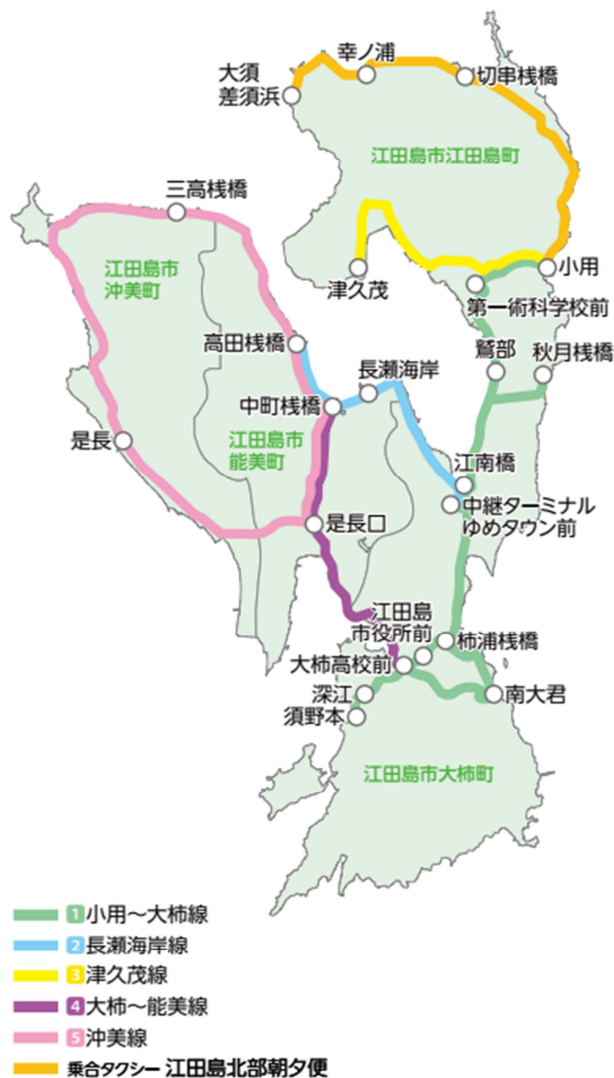 幸ノ浦
大須
差須浜
切串桟橋
江田島市江田島町
三高桟橋
江田島市
沖美町
津久茂
小用
第一術科学校前
高田桟橋
鷲部
秋月桟橋
長瀬海岸
中町桟橋
江田島市
能美町
是長
江南橋
中継ターミナル
ゆめタウン前
是長口
江田島
市役所前
柿浦桟橋
大柿高校前
深江
南大君
須野本
江田島市大柿町
1小用〜大柿線
2長瀬海岸線
3津久茂線
4大柿〜能美線
5沖美線
乗合タクシー 江田島北部朝夕便